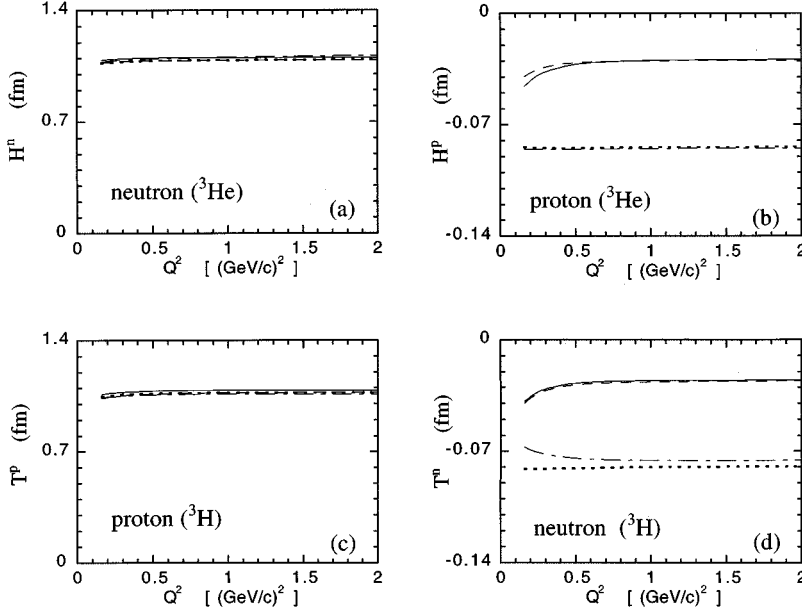 1.4
0.7
0
H^n (fm)
neutron (^3He)
(a)
0 0.5 1 1.5 2
Q^2 [ (GeV/c)^2 ]
0
-0.07
-0.14
H^p (fm)
proton (^3He)
(b)
0 0.5 1 1.5 2
Q^2 [ (GeV/c)^2 ]
1.4
0.7
0
T^p (fm)
proton (^3H)
(c)
0 0.5 1 1.5 2
Q^2 [ (GeV/c)^2 ]
0
-0.07
-0.14
T^n (fm)
neutron (^3H)
(d)
0 0.5 1 1.5 2
Q^2 [ (GeV/c)^2 ]